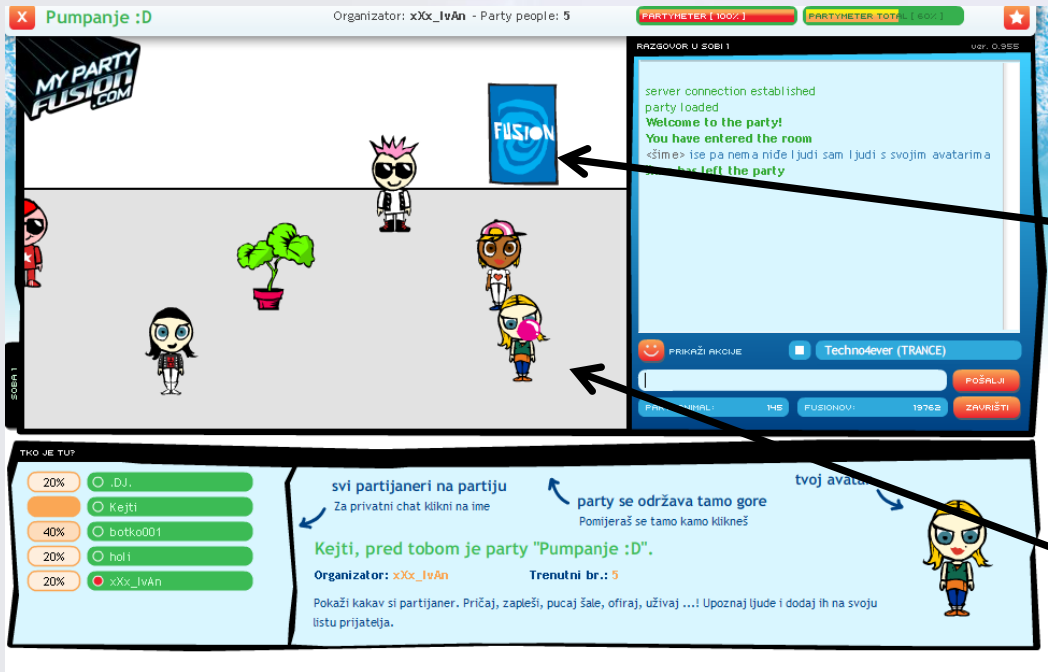 X Pumpanje :D
Organizator: xXx_IvAn - Party people: 5
PARTYMETER [ 100% ]
PARTYMETER TOTAL [ 60% ]
MY PARTY
FUSION
.COM
FUSION
SOBA 1
RAZGOVOR U SOBI 1
ver. 0.955
server connection established
party loaded
Welcome to the party!
You have entered the room
<šime> ise pa nema niđe ljudi sam ljudi s svojim avatarima
has left the party
PRIKAŽI AKCIJE
Techno4ever (TRANCE)
POŠALJI
145
FUSIONOV: 19762
ZAVRŠITI
TKO JE TU?
20% .DJ.
Kejti
40% botko001
20% holi
20% xXx_IvAn
svi partijaneri na partiju
Za privatni chat klikni na ime
party se održava tamo gore
Pomijeraš se tamo kamo klikneš
tvoj avatar
Kejti, pred tobom je party "Pumpanje :D".
Organizator: xXx_IvAn Trenutni br.: 5
Pokaži kakav si partijaner. Pričaj, zapleši, pucaj šale, ofiraj, uživaj ...! Upoznaj ljude i dodaj ih na svoju
listu prijatelja.